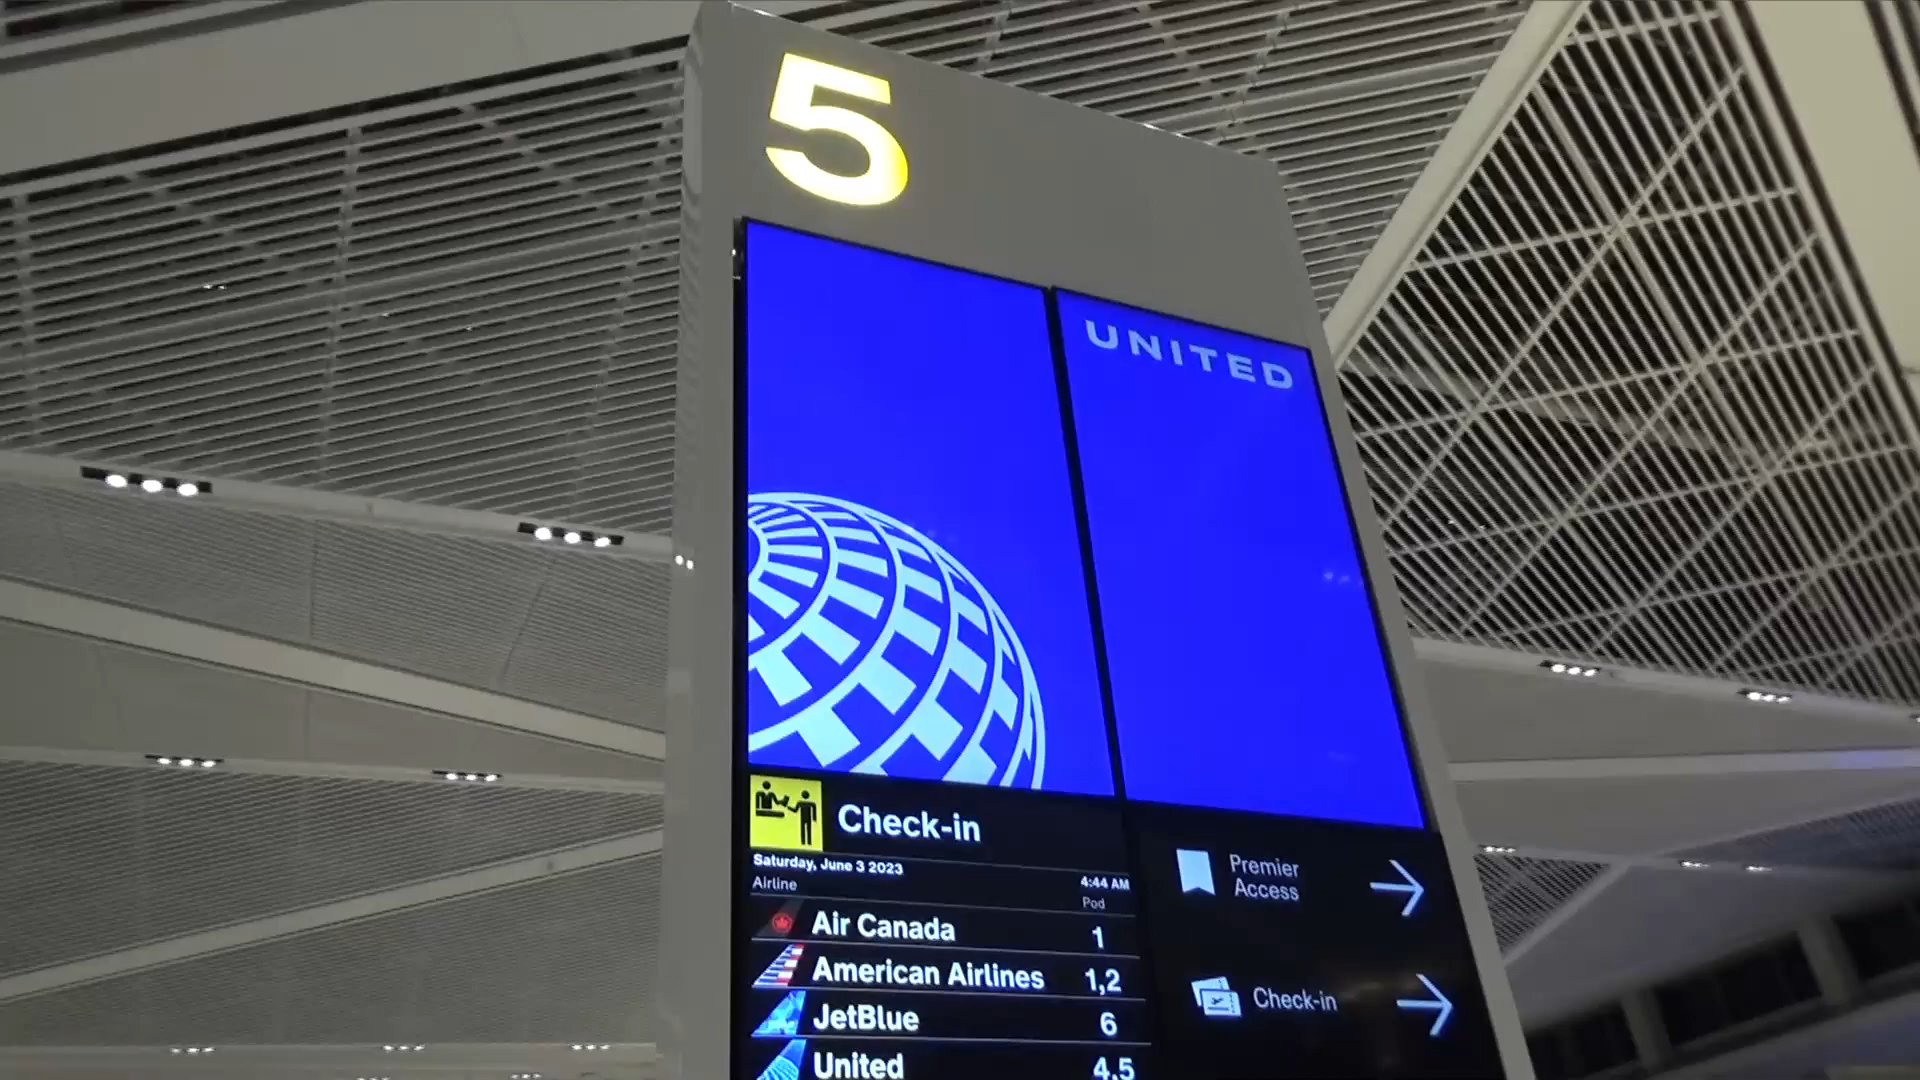 5
UNITED
Check-in
Saturday, June 3 2023
4:44 AM
Airline
Pod
Air Canada 1
American Airlines 1,2
JetBlue 6
United 4,5
Premier
Access
Check-in